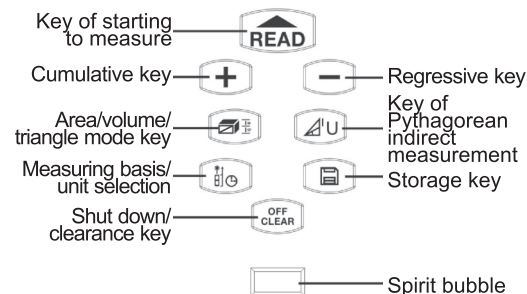 Key of starting
to measure
READ
Cumulative key
+
−
Regressive key
Area/volume/
triangle mode key
U
Key of
Pythagorean
indirect
measurement
Measuring basis/
unit selection
Storage key
Shut down/
clearance key
OFF
CLEAR
Spirit bubble